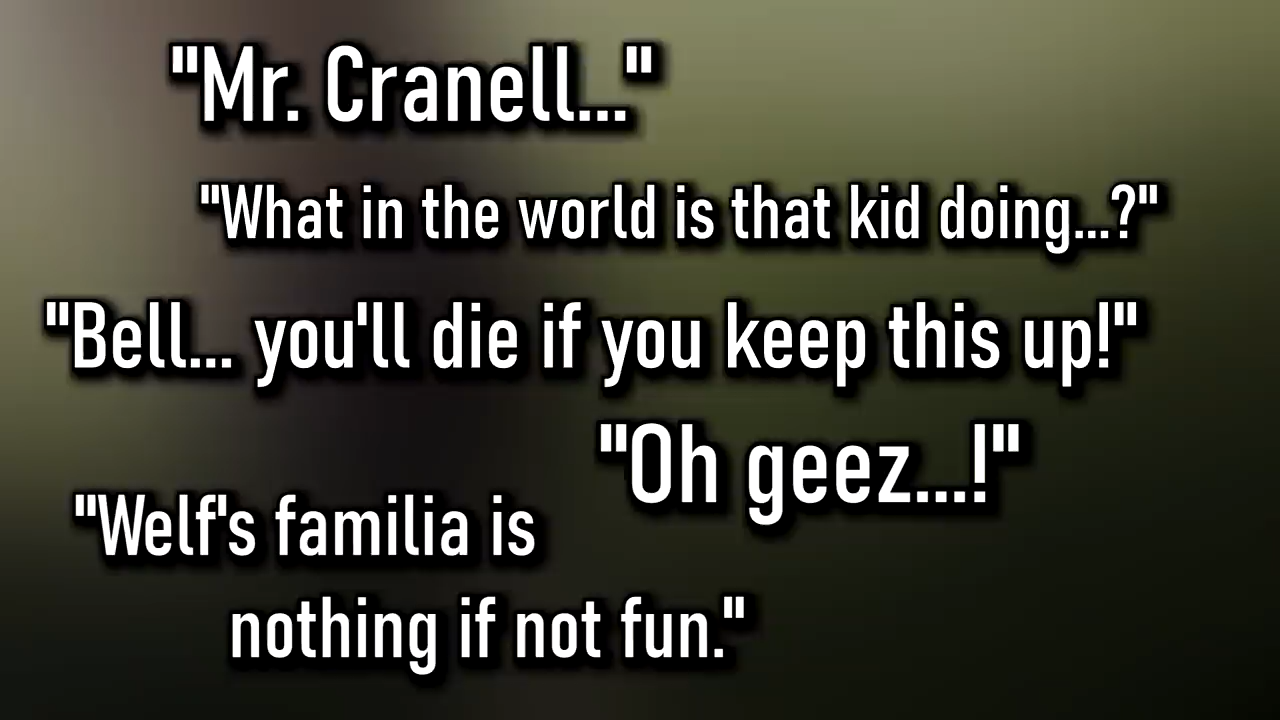 "Mr. Cranell..."
"What in the world is that kid doing...?"
"Bell... you'll die if you keep this up!"
"Oh geez...!"
"Welf's familia is
nothing if not fun."